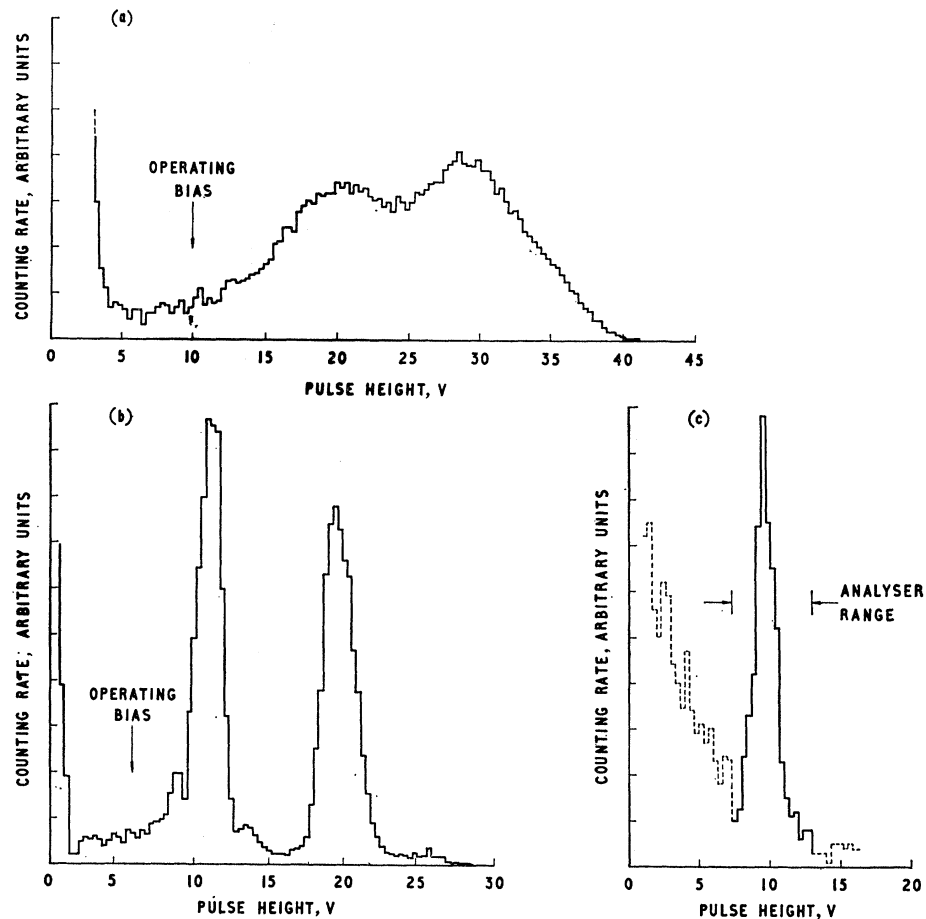 (a)
COUNTING RATE, ARBITRARY UNITS
OPERATING
BIAS
0 5 10 15 20 25 30 35 40 45
PULSE HEIGHT, V
(b)
COUNTING RATE, ARBITRARY UNITS
OPERATING
BIAS
0 5 10 15 20 30
PULSE HEIGHT, V
(c)
COUNTING RATE, ARBITRARY UNITS
ANALYSER
RANGE
0 5 10 15 20
PULSE HEIGHT, V